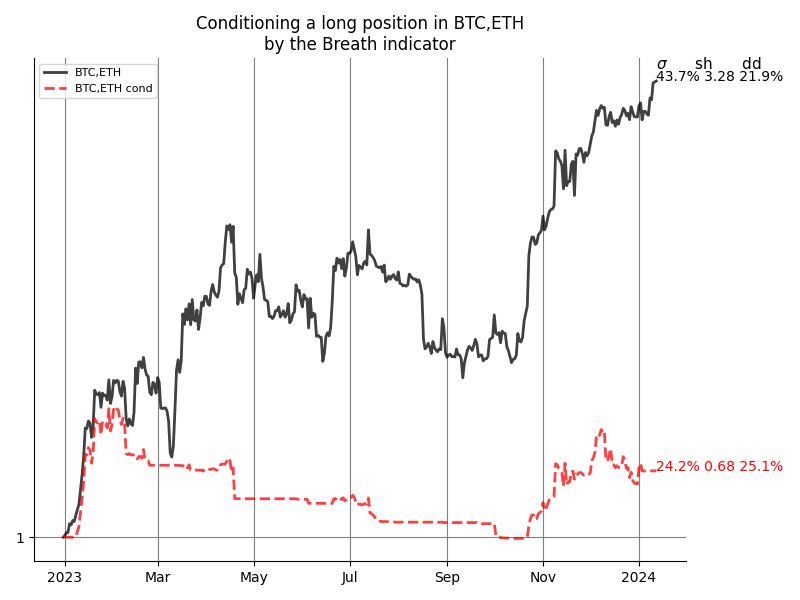 Conditioning a long position in BTC,ETH
by the Breath indicator
σ sh dd
43.7% 3.28 21.9%
BTC,ETH
BTC,ETH cond
24.2% 0.68 25.1%
1
2023 Mar May Jul Sep Nov 2024